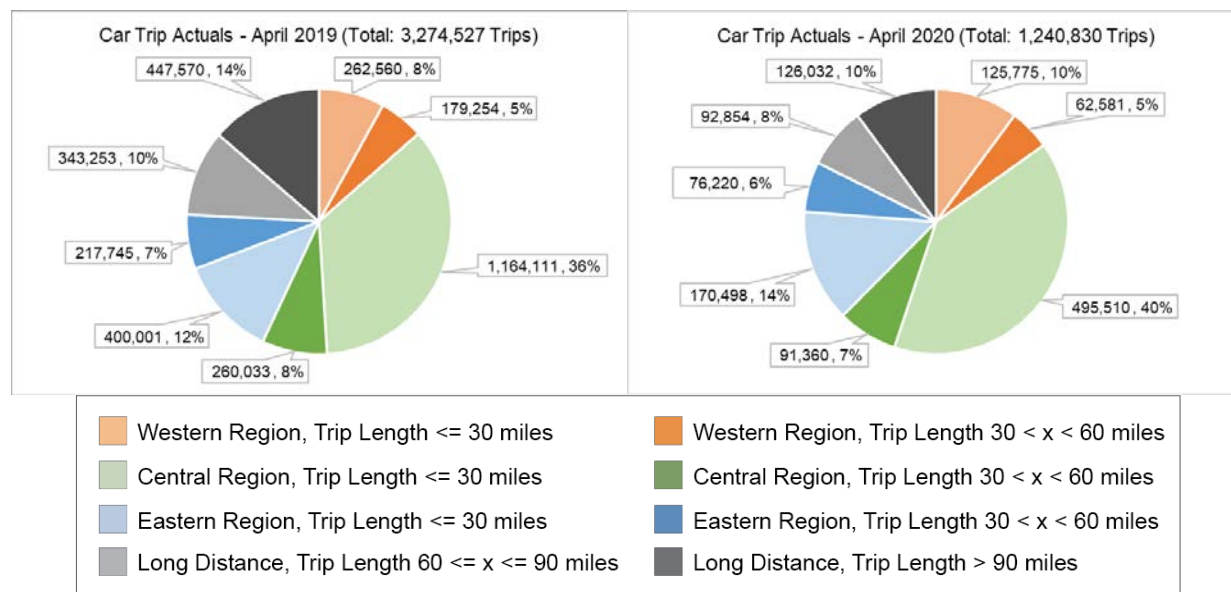 Car Trip Actuals - April 2019 (Total: 3,274,527 Trips)
447,570 , 14%
262,560 , 8%
179,254 , 5%
343,253 , 10%
217,745 , 7%
1,164,111 , 36%
400,001 , 12%
260,033 , 8%
Car Trip Actuals - April 2020 (Total: 1,240,830 Trips)
126,032 , 10%
125,775 , 10%
92,854 , 8%
62,581 , 5%
76,220 , 6%
170,498 , 14%
495,510 , 40%
91,360 , 7%
Western Region, Trip Length <= 30 miles
Western Region, Trip Length 30 < x < 60 miles
Central Region, Trip Length <= 30 miles
Central Region, Trip Length 30 < x < 60 miles
Eastern Region, Trip Length <= 30 miles
Eastern Region, Trip Length 30 < x < 60 miles
Long Distance, Trip Length 60 <= x <= 90 miles
Long Distance, Trip Length > 90 miles